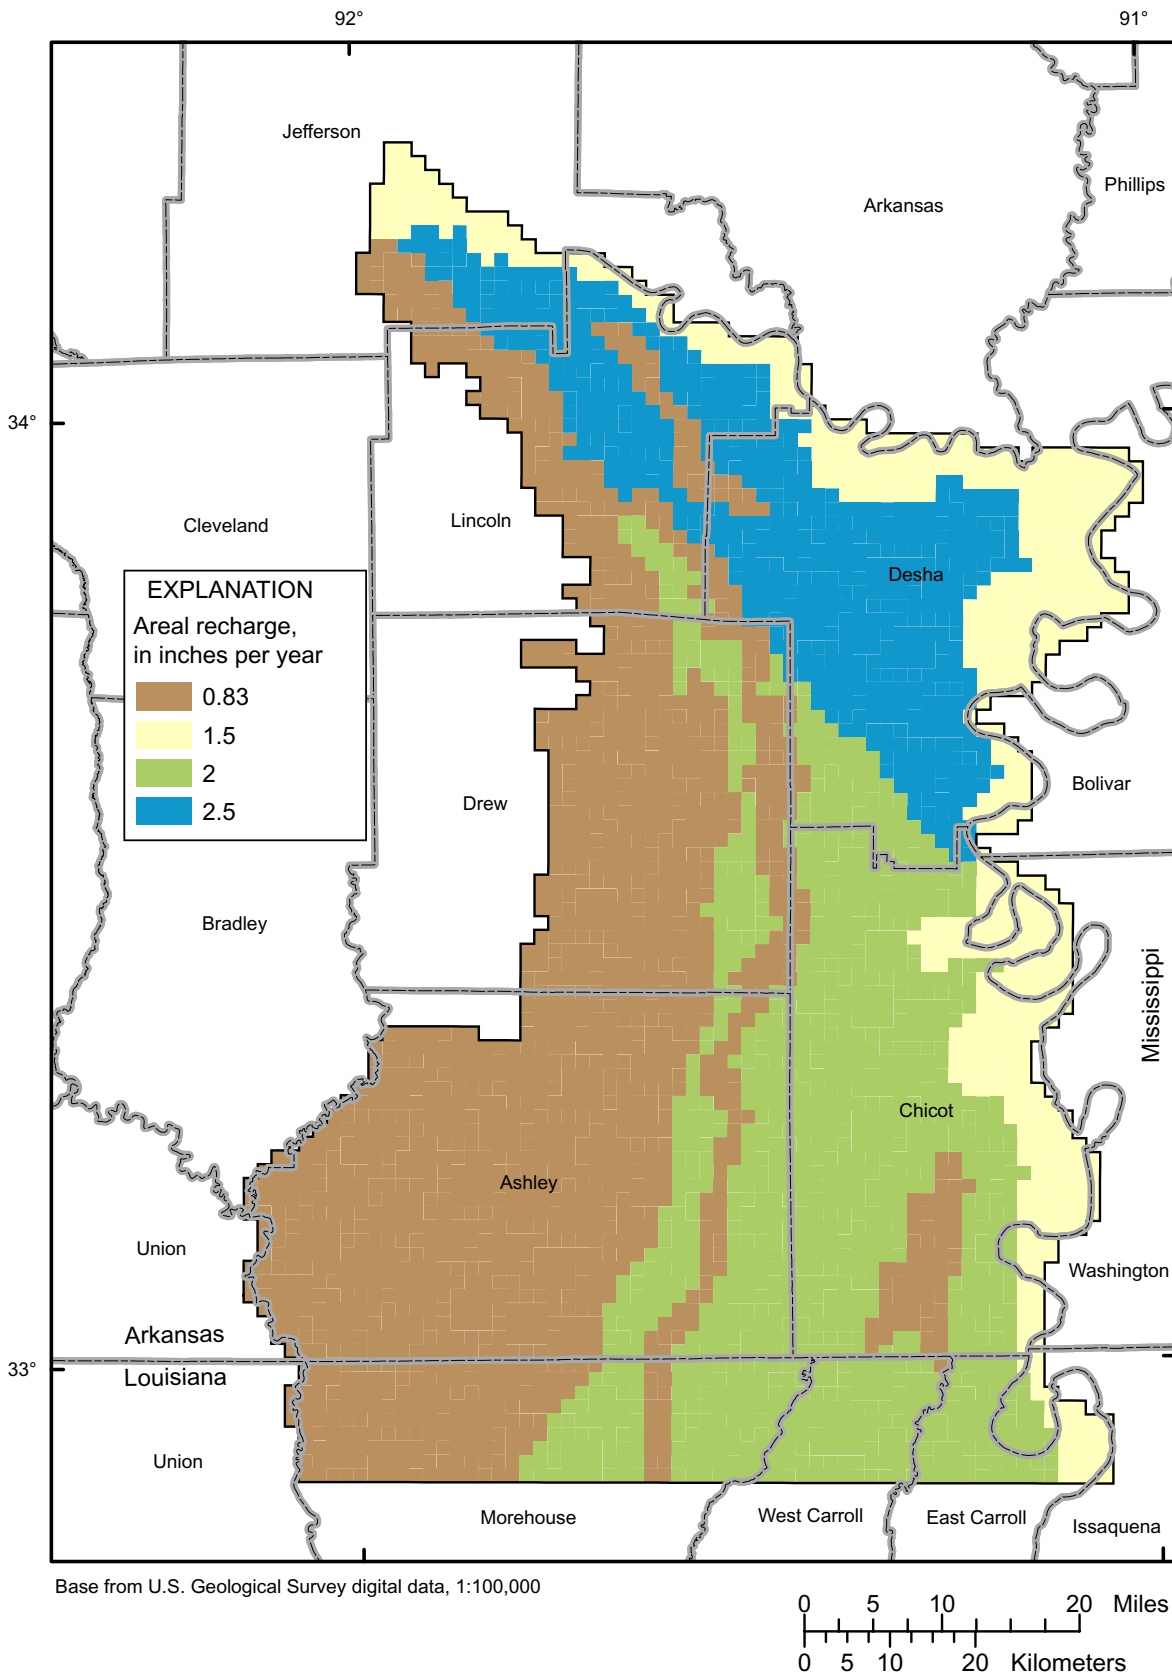 92°
91°
Jefferson
Phillips
Arkansas
34°
Cleveland
Lincoln
Desha
EXPLANATION
Areal recharge,
in inches per year
0.83
1.5
2
2.5
Drew
Bolivar
Bradley
Mississippi
Chicot
Ashley
Union
Washington
Arkansas
33°
Louisiana
Union
Morehouse
West Carroll
East Carroll
Issaquena
Base from U.S. Geological Survey digital data, 1:100,000
0 5 10 20 Miles
0 5 10 20 Kilometers